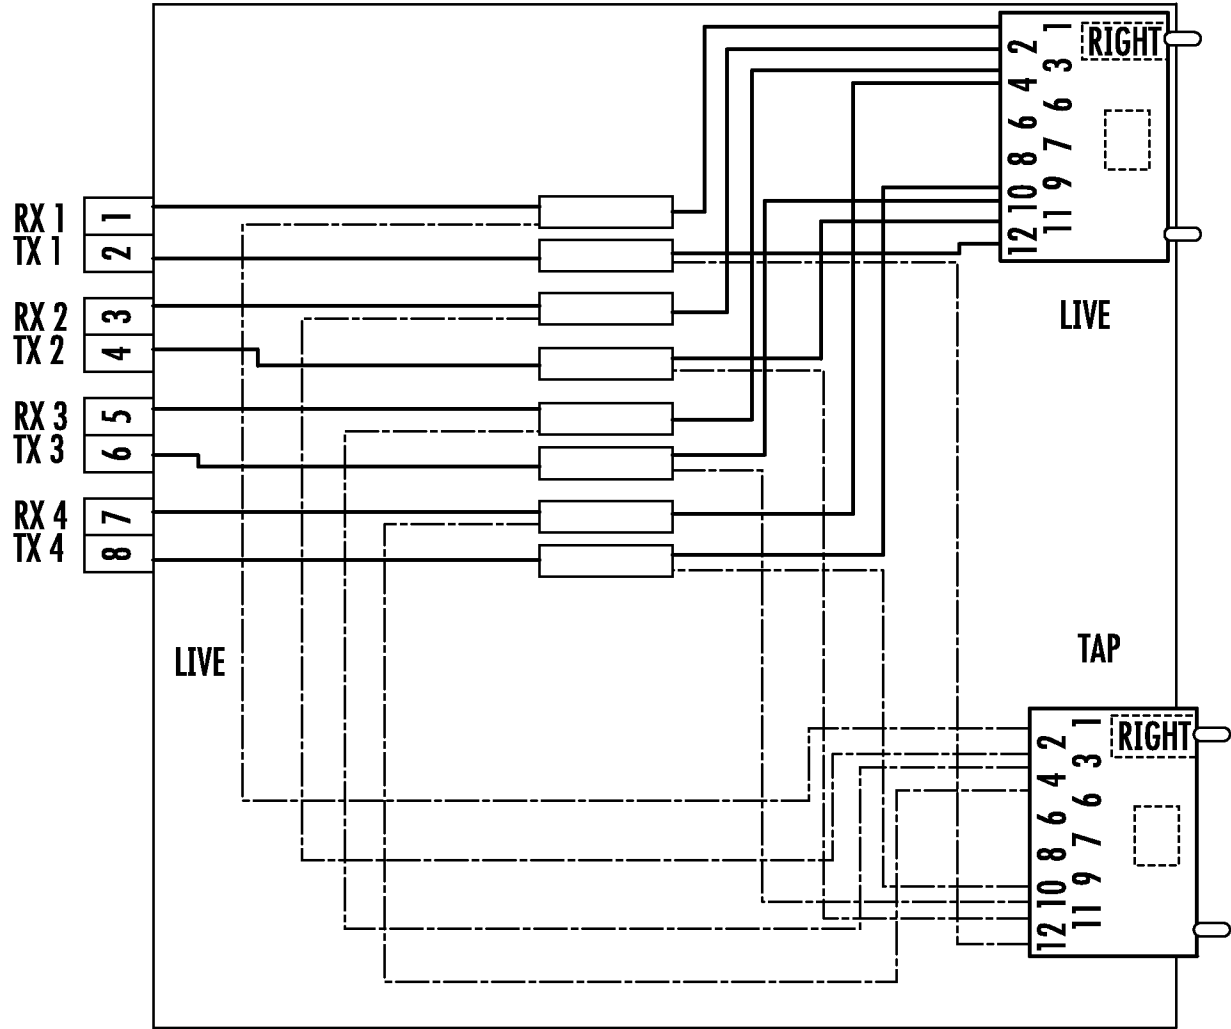 RX 1 1
TX 1 2
RX 2 3
TX 2 4
RX 3 5
TX 3 6
RX 4 7
TX 4 8
LIVE
RIGHT
1 3 6 7 9 11
2 4 6 8 10 12
LIVE
TAP
RIGHT
1 3 6 7 9 11
2 4 6 8 10 12